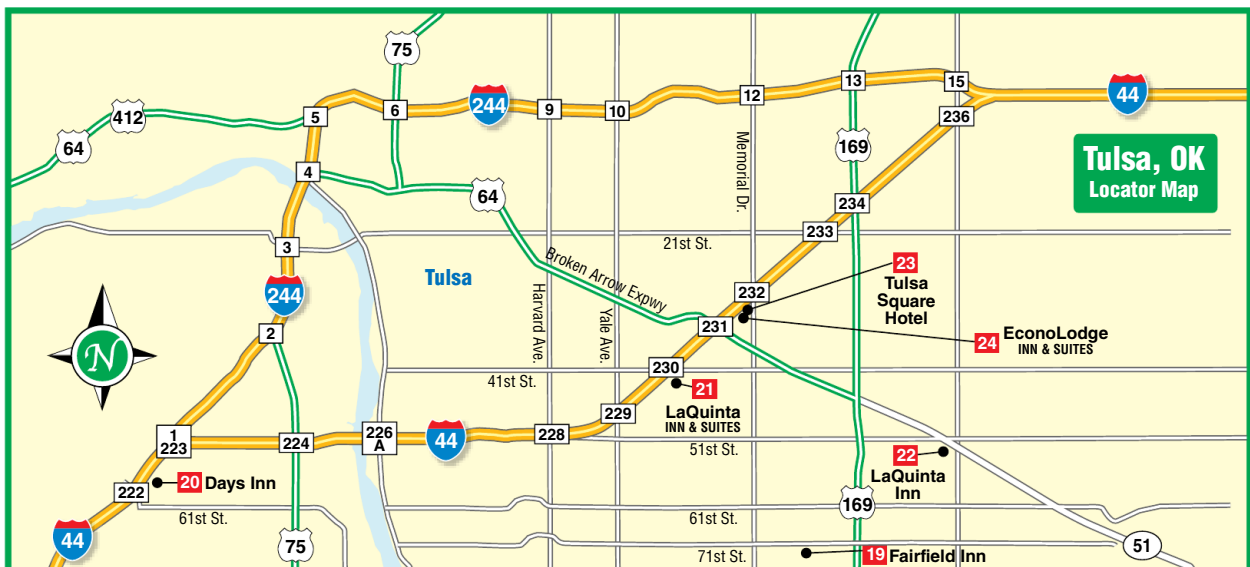 75
13
15
12
5
6
244
9
10
44
412
236
64
169
Tulsa, OK
Locator Map
4
64
Memorial Dr.
234
233
3
21st St.
23
Tulsa
Square
Hotel
Broken Arrow Expwy
Tulsa
244
232
Harvard Ave.
Yale Ave.
231
2
24 EconoLodge
INN & SUITES
N
230
41st St.
21
LaQuinta
INN & SUITES
229
1
223
224
226
A
44
228
51st St.
22
LaQuinta
Inn
20 Days Inn
222
61st St.
61st St.
169
44
75
71st St.
19 Fairfield Inn
51